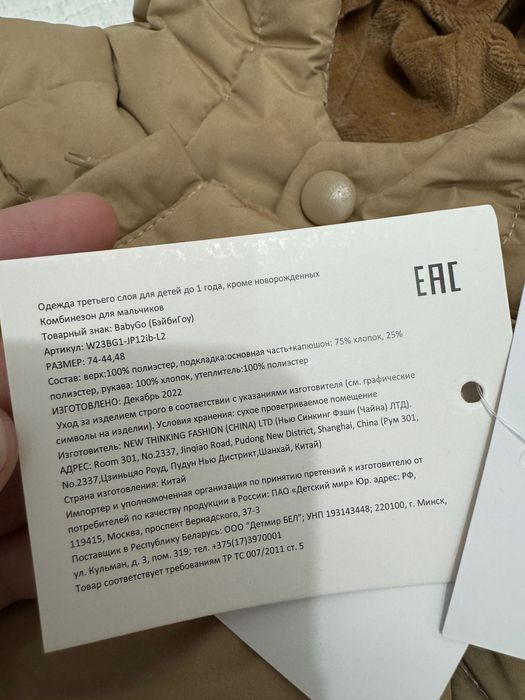 EAC
Одежда третьего слоя для детей до 1 года, кроме новорожденных
Комбинезон для мальчиков
Товарный знак: BabyGo (БэйбиГоу)
Артикул: W23BG1-JP12ib-L2
РАЗМЕР: 74-44,48
Состав: верх:100% полиэстер, подкладка:основная часть+капюшон: 75% хлопок, 25%
полиэстер, рукава: 100% хлопок, утеплитель:100% полиэстер
ИЗГОТОВЛЕНО: Декабрь 2022
Уход за изделием строго в соответствии с указаниями изготовителя (см. графические
символы на изделии). Условия хранения: сухое проветриваемое помещение
Изготовитель: NEW THINKING FASHION (CHINA) LTD (Нью Синкинг Фэшн (Чайна) ЛТД).
АДРЕС: Room 301, No.2337, Jinqiao Road, Pudong New District, Shanghai, China (Рум 301,
No.2337,Цзиньцяо Роуд, Пудун Нью Дистрикт,Шанхай, Китай)
Страна изготовления: Китай
Импортер и уполномоченная организация по принятию претензий к изготовителю от
потребителей по качеству продукции в России: ПАО «Детский мир» Юр. адрес: РФ,
119415, Москва, проспект Вернадского, 37-3
Поставщик в Республику Беларусь: ООО "Детмир БЕЛ"; УНП 193143448; 220100, г. Минск,
ул. Кульман, д. 3, пом. 319; тел. +375(17)3970001
Товар соответствует требованиям ТР ТС 007/2011 ст. 5